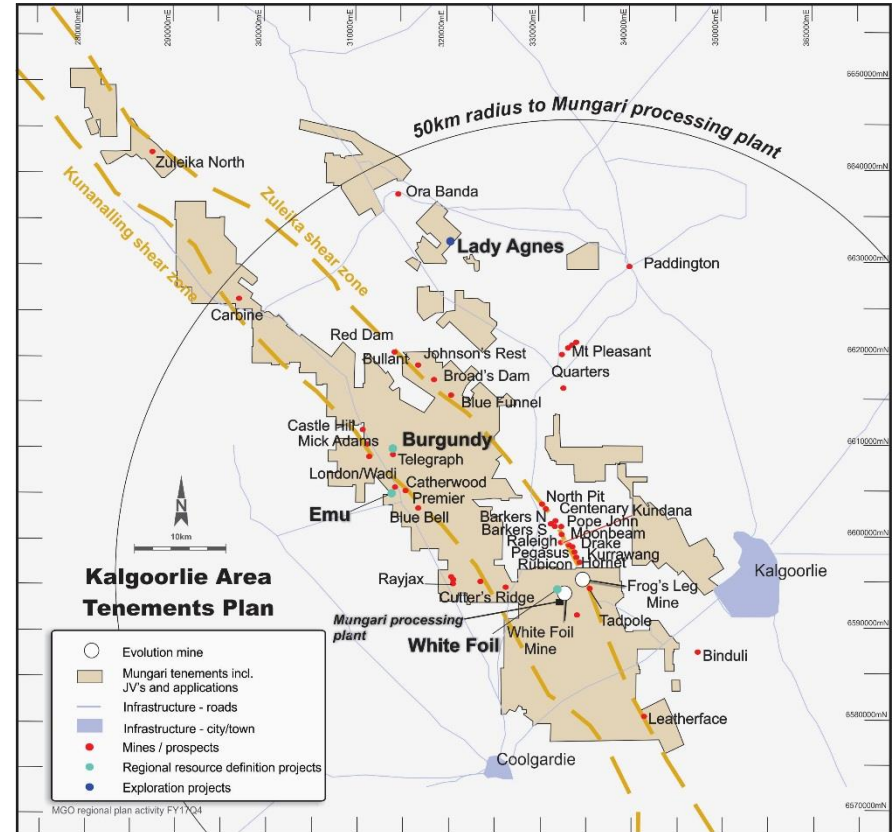 280000mE
290000mE
300000mE
310000mE
326000mE
330000mE
340000mE
350000mE
360000mE
6650000mN
6640000mN
6630000mN
6620000mN
6610000mN
6600000mN
6590000mN
6580000mN
6570000mN
50km radius to Mungari processing plant
Zuleika North
Kunanalling shear zone
Zuleika shear zone
Ora Banda
Lady Agnes
Paddington
Carbine
Red Dam
Bullant
Johnson's Rest
Broad's Dam
Blue Funnel
Mt Pleasant
Quarters
Castle Hill
Mick Adams
Burgundy
Telegraph
London/Wadi
Catherwood
Premier
Emu
Blue Bell
North Pit
Centenary
Kundana
Barkers N
Pope John
Barkers S
Moonbeam
Raleigh
Drake
Pegasus
Kurrawang
Rubicon
Hornet
Kalgoorlie
Rayjax
Cutter's Ridge
Frog's Leg
Mine
Mungari processing
plant
White Foil
White Foil
Mine
Tadpole
Binduli
Leatherface
Coolgardie
N
10km
Kalgoorlie Area
Tenements Plan
Evolution mine
Mungari tenements incl.
JV's and applications
Infrastructure - roads
Infrastructure - city/town
Mines / prospects
Regional resource definition projects
Exploration projects
MGO regional plan activity FY17Q4